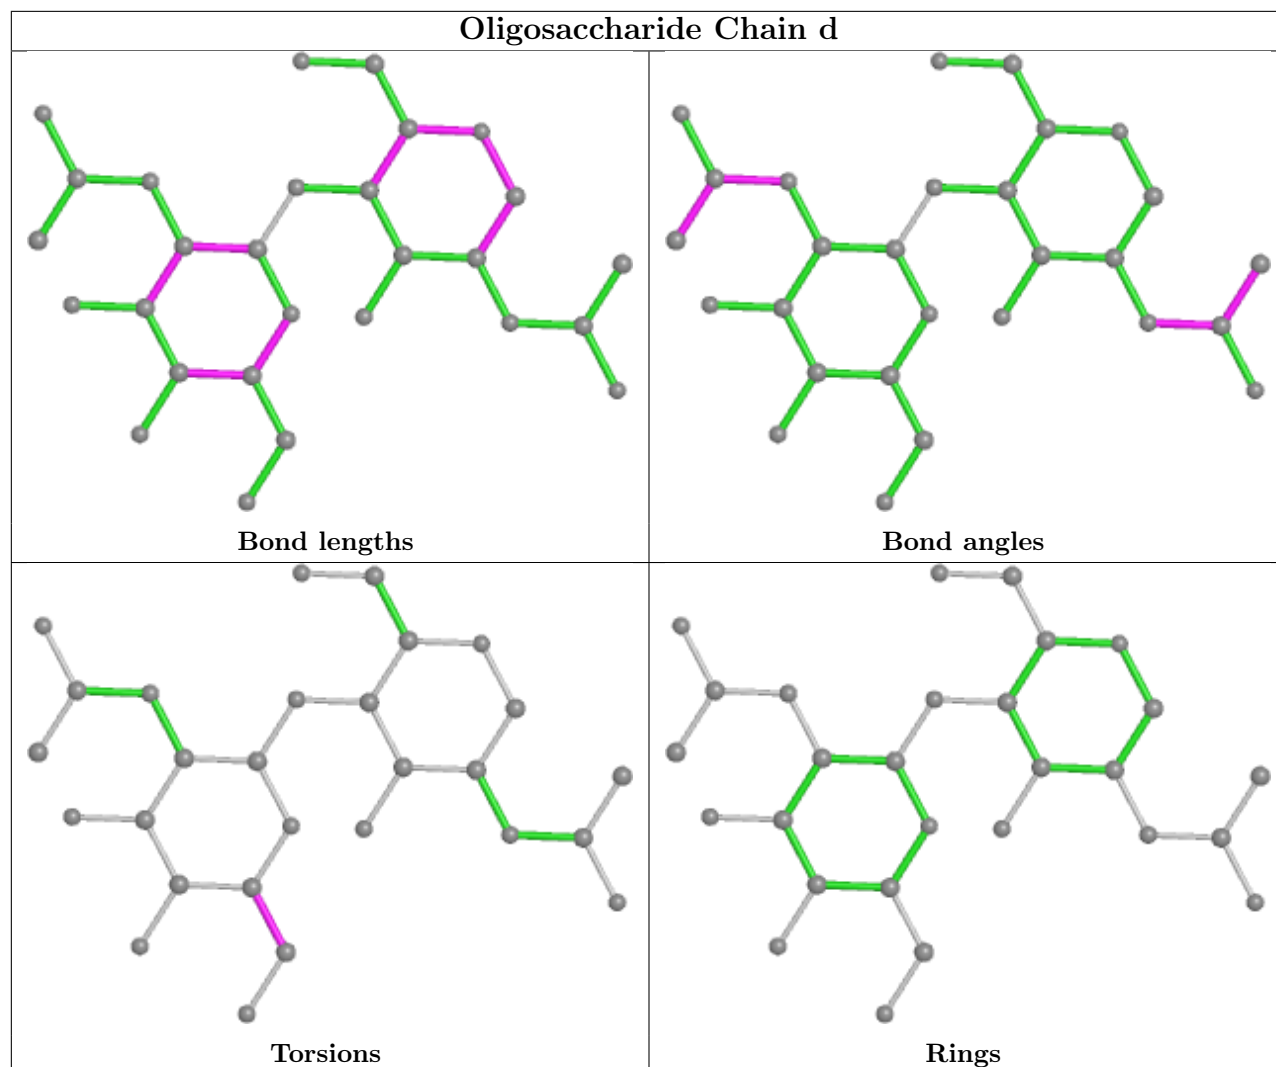 Oligosaccharide Chain d
Bond lengths
Bond angles
Torsions
Rings